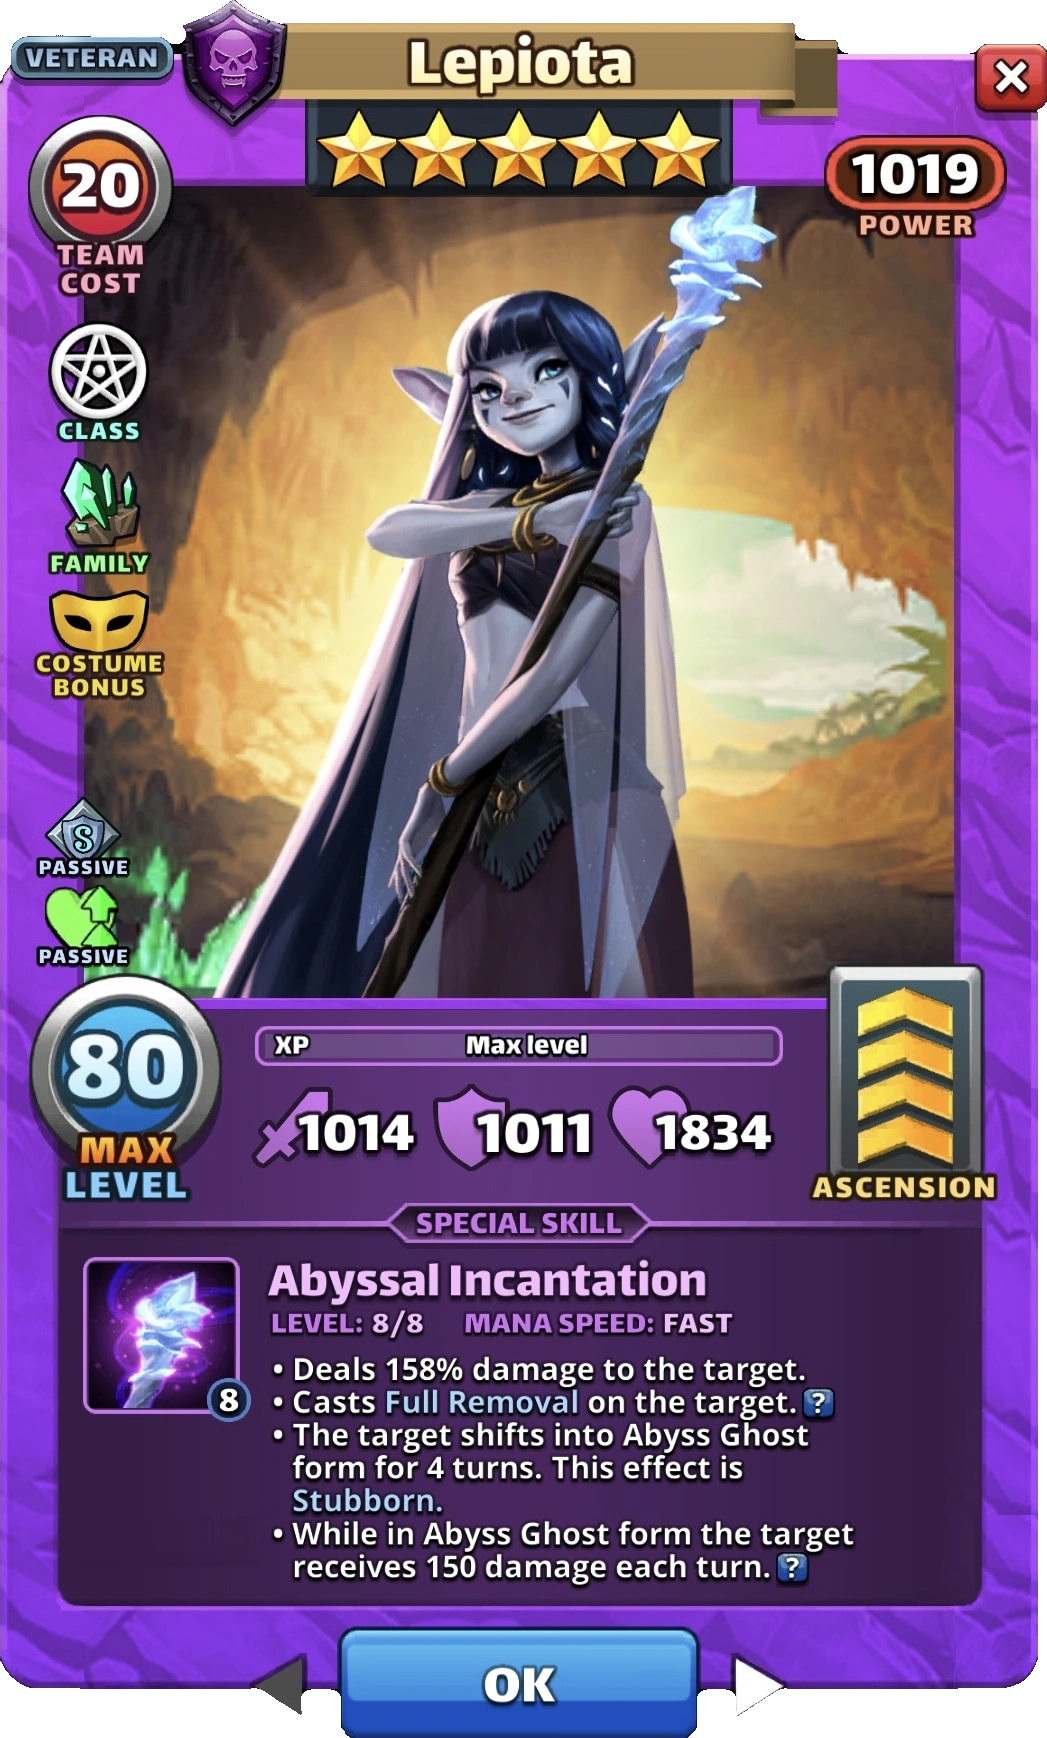 VETERAN
Lepiota
20
TEAM
COST
1019
POWER
CLASS
FAMILY
COSTUME
BONUS
S
PASSIVE
PASSIVE
80
MAX
LEVEL
XP Max level
1014 1011 1834
ASCENSION
SPECIAL SKILL
Abyssal Incantation
LEVEL: 8/8 MANA SPEED: FAST
8
• Deals 158% damage to the target.
• Casts Full Removal on the target. ?
• The target shifts into Abyss Ghost
form for 4 turns. This effect is
Stubborn.
• While in Abyss Ghost form the target
receives 150 damage each turn. ?
OK